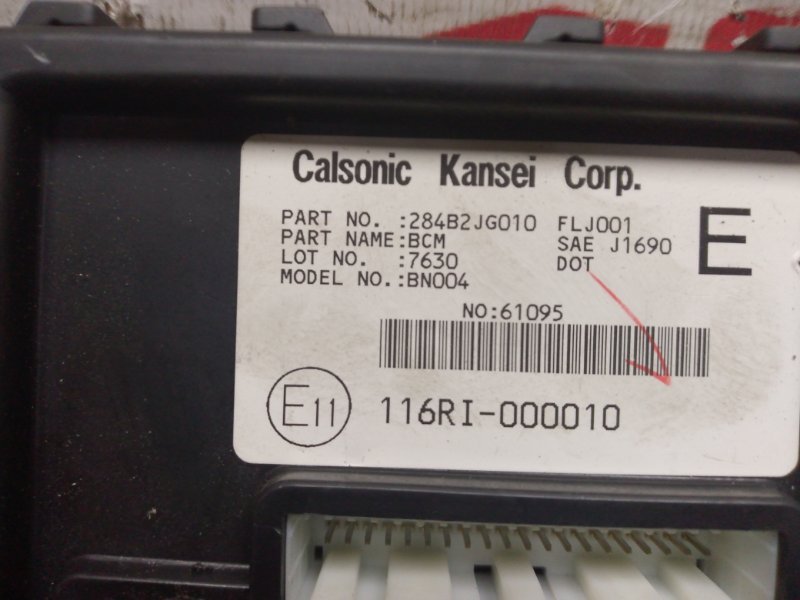 Calsonic Kansei Corp.
PART NO. :284B2JG010 FLJ001
PART NAME:BCM SAE J1690
LOT NO. :7630 DOT
MODEL NO.:BN004
E
NO:61095
E11 116RI-000010